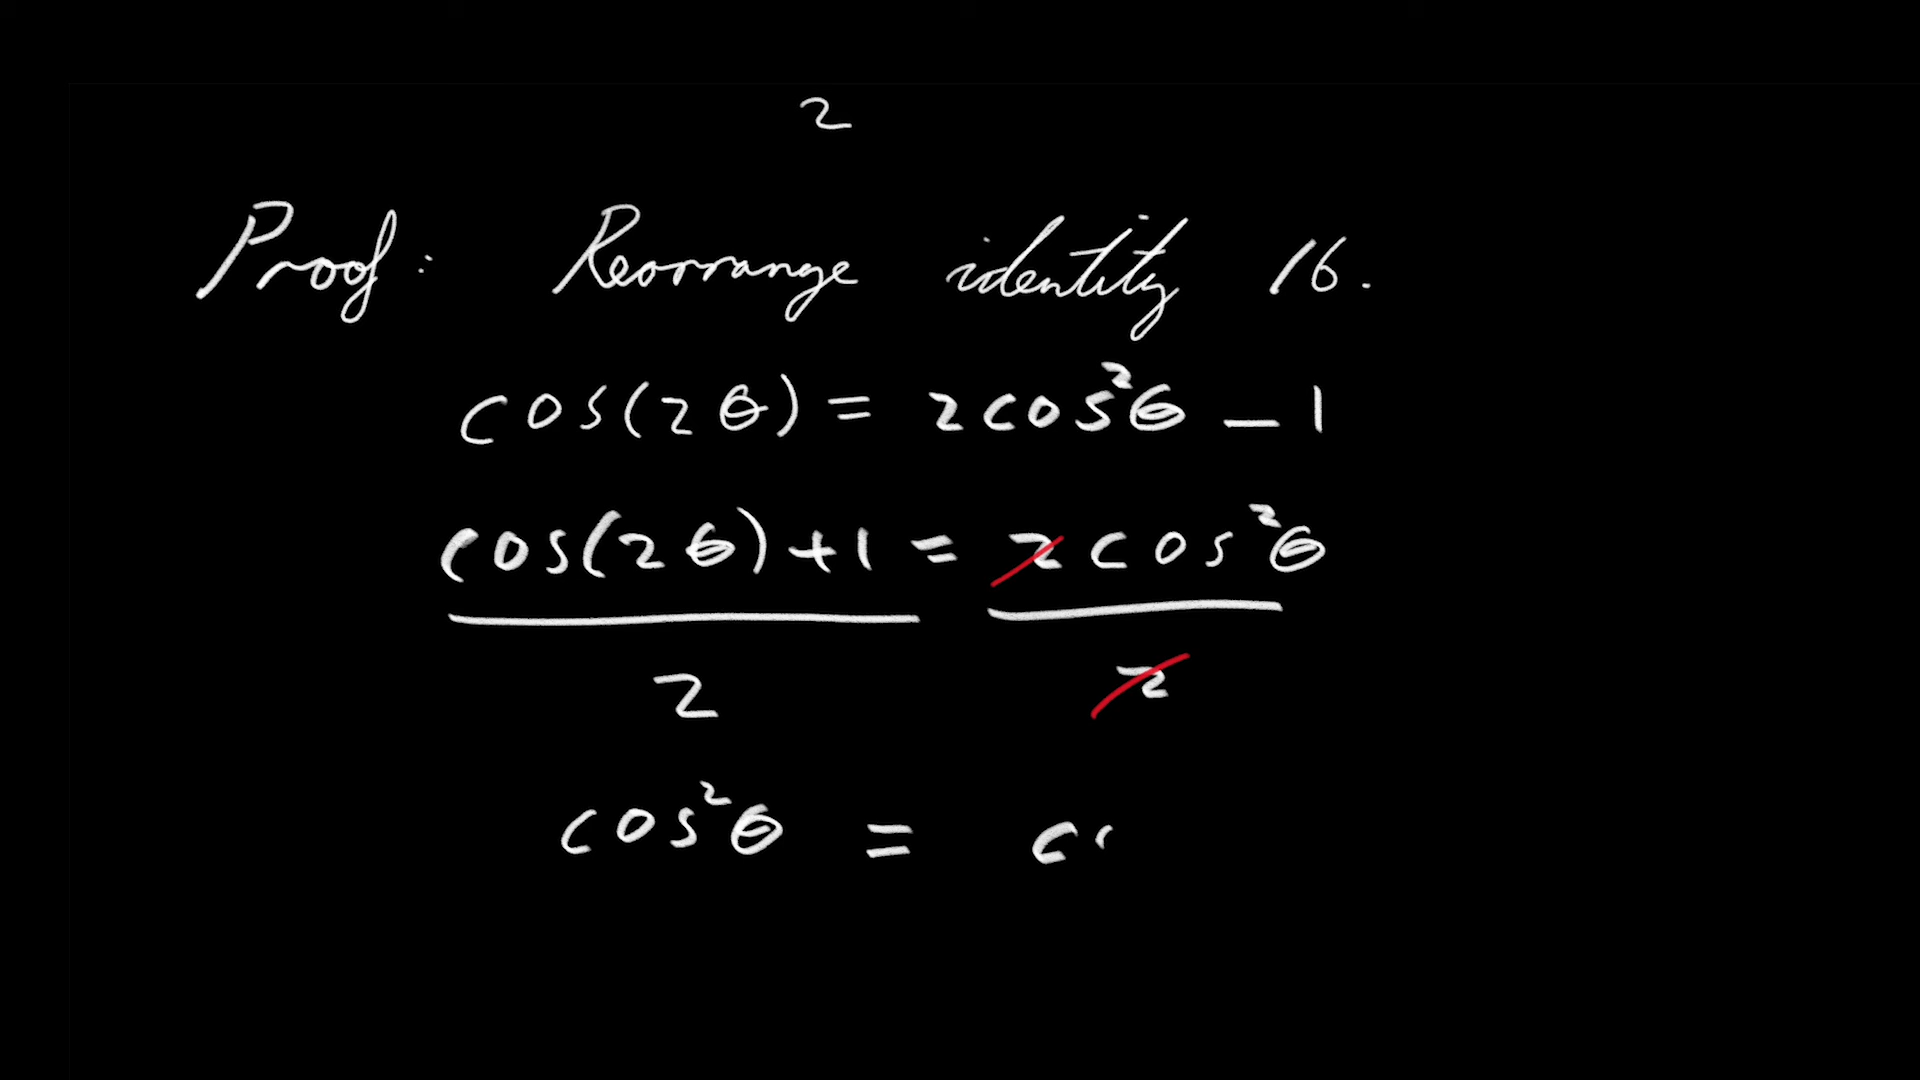 2
Proof: Rearrange identity 16.
cos(2θ) = 2cos²θ - 1
cos(2θ)+1 = 2cos²θ
2 2
cos²θ = c